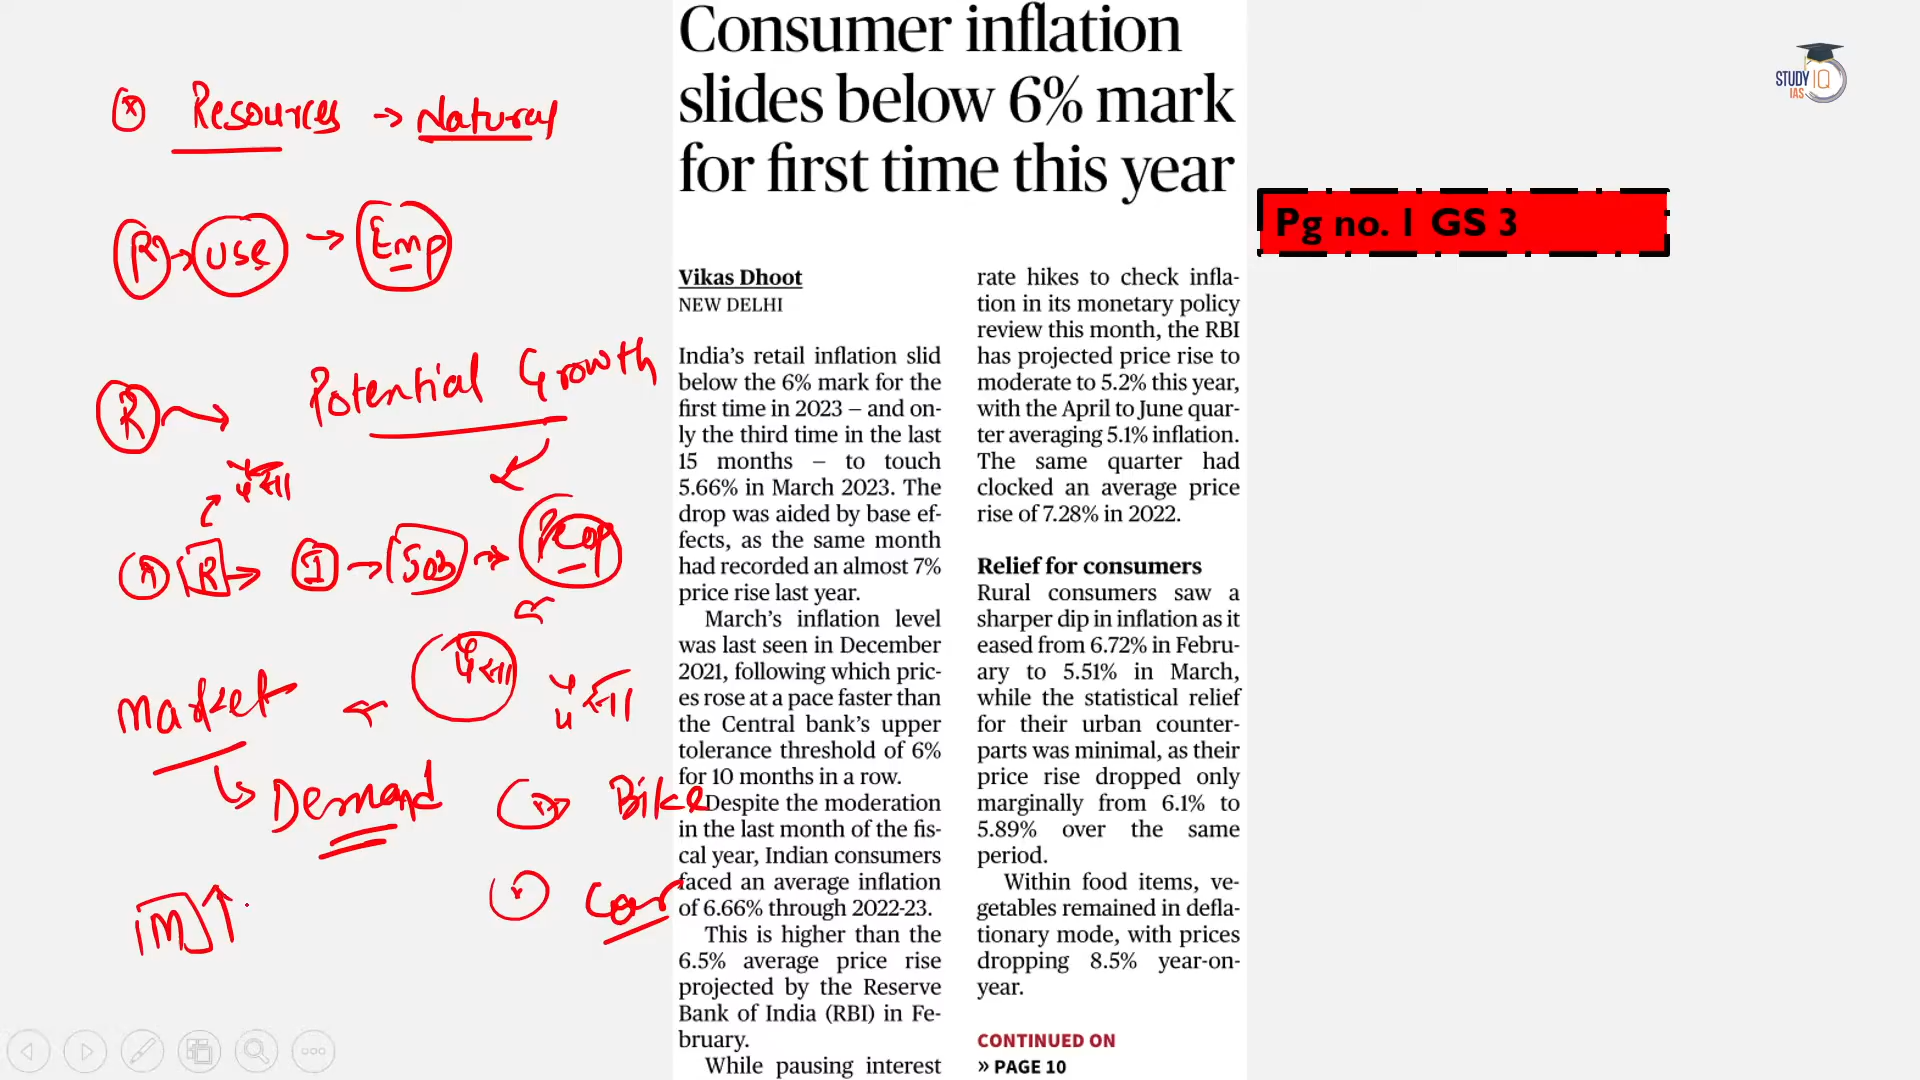 Consumer inflation
slides below 6% mark
for first time this year
STUDY IQ
IAS
Pg no. 1 GS 3
Resources → Natural
R → use → Emp
R → Potential Growth
R → I → Job →
Market
Demand
Bike
Car
M ↑
Vikas Dhoot
NEW DELHI
India’s retail inflation slid
below the 6% mark for the
first time in 2023 – and on-
ly the third time in the last
15 months – to touch
5.66% in March 2023. The
drop was aided by base ef-
fects, as the same month
had recorded an almost 7%
price rise last year.
March’s inflation level
was last seen in December
2021, following which pric-
es rose at a pace faster than
the Central bank’s upper
tolerance threshold of 6%
for 10 months in a row.
Despite the moderation
in the last month of the fis-
cal year, Indian consumers
faced an average inflation
of 6.66% through 2022-23.
This is higher than the
6.5% average price rise
projected by the Reserve
Bank of India (RBI) in Fe-
bruary.
While pausing interest
rate hikes to check infla-
tion in its monetary policy
review this month, the RBI
has projected price rise to
moderate to 5.2% this year,
with the April to June quar-
ter averaging 5.1% inflation.
The same quarter had
clocked an average price
rise of 7.28% in 2022.
Relief for consumers
Rural consumers saw a
sharper dip in inflation as it
eased from 6.72% in Febru-
ary to 5.51% in March,
while the statistical relief
for their urban counter-
parts was minimal, as their
price rise dropped only
marginally from 6.1% to
5.89% over the same
period.
Within food items, ve-
getables remained in defla-
tionary mode, with prices
dropping 8.5% year-on-
year.
CONTINUED ON
» PAGE 10